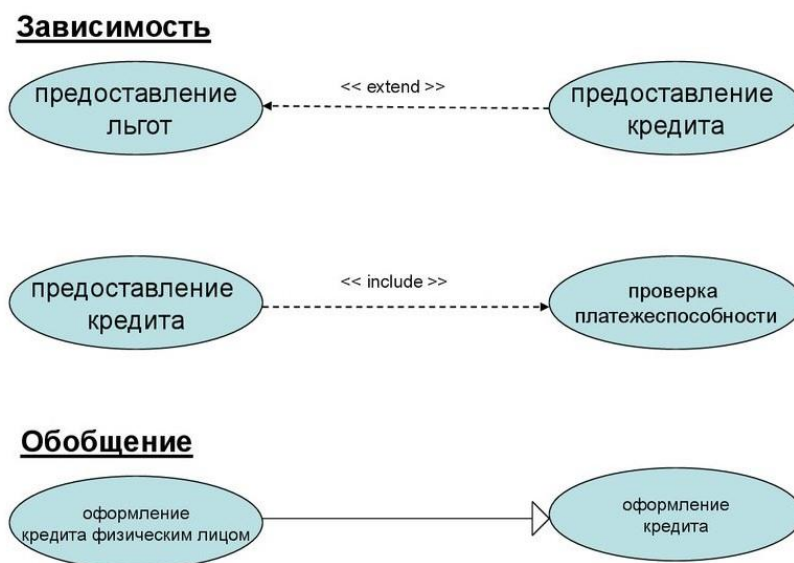 Зависимость
предоставление
льгот
<< extend >>
предоставление
кредита
предоставление
кредита
<< include >>
проверка
платежеспособности
Обобщение
оформление
кредита физическим лицом
оформление
кредита